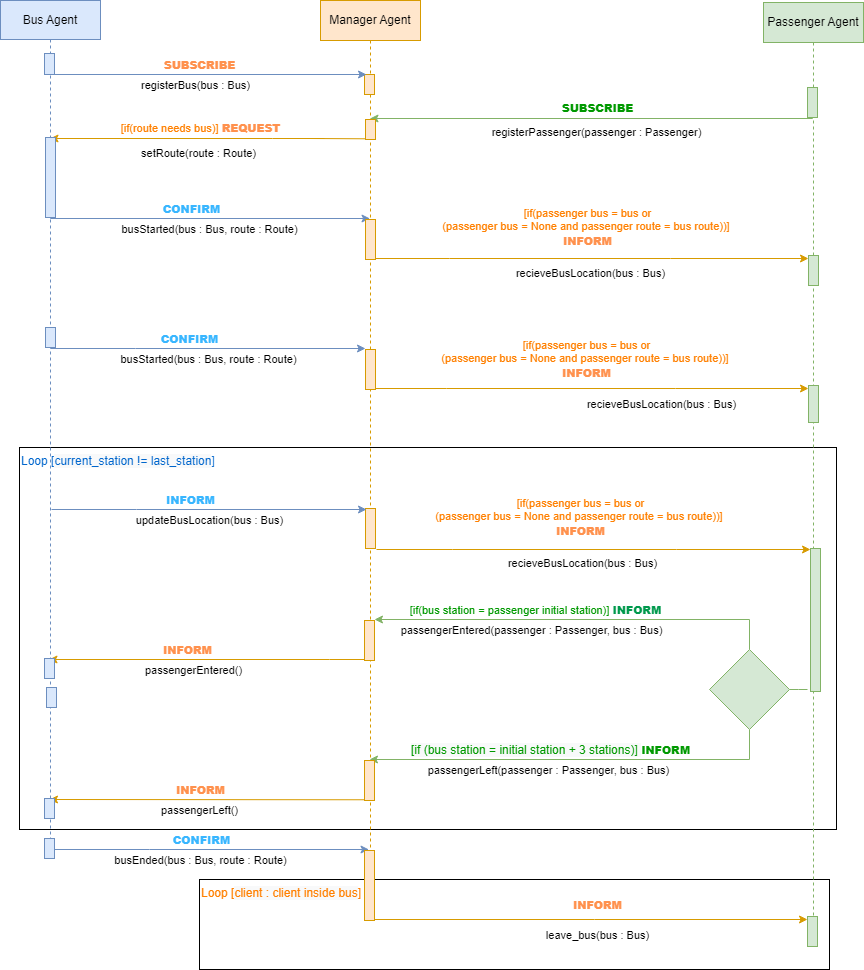 Bus Agent
Manager Agent
Passenger Agent
SUBSCRIBE
registerBus(bus : Bus)
SUBSCRIBE
registerPassenger(passenger : Passenger)
[if(route needs bus)] REQUEST
setRoute(route : Route)
CONFIRM
busStarted(bus : Bus, route : Route)
[if(passenger bus = bus or
(passenger bus = None and passenger route = bus route))]
INFORM
recieveBusLocation(bus : Bus)
CONFIRM
busStarted(bus : Bus, route : Route)
[if(passenger bus = bus or
(passenger bus = None and passenger route = bus route))]
INFORM
recieveBusLocation(bus : Bus)
Loop [current_station != last_station]
INFORM
updateBusLocation(bus : Bus)
[if(passenger bus = bus or
(passenger bus = None and passenger route = bus route))]
INFORM
recieveBusLocation(bus : Bus)
[if(bus station = passenger initial station)] INFORM
passengerEntered(passenger : Passenger, bus : Bus)
INFORM
passengerEntered()
[if (bus station = initial station + 3 stations)] INFORM
passengerLeft(passenger : Passenger, bus : Bus)
INFORM
passengerLeft()
CONFIRM
busEnded(bus : Bus, route : Route)
Loop [client : client inside bus]
INFORM
leave_bus(bus : Bus)